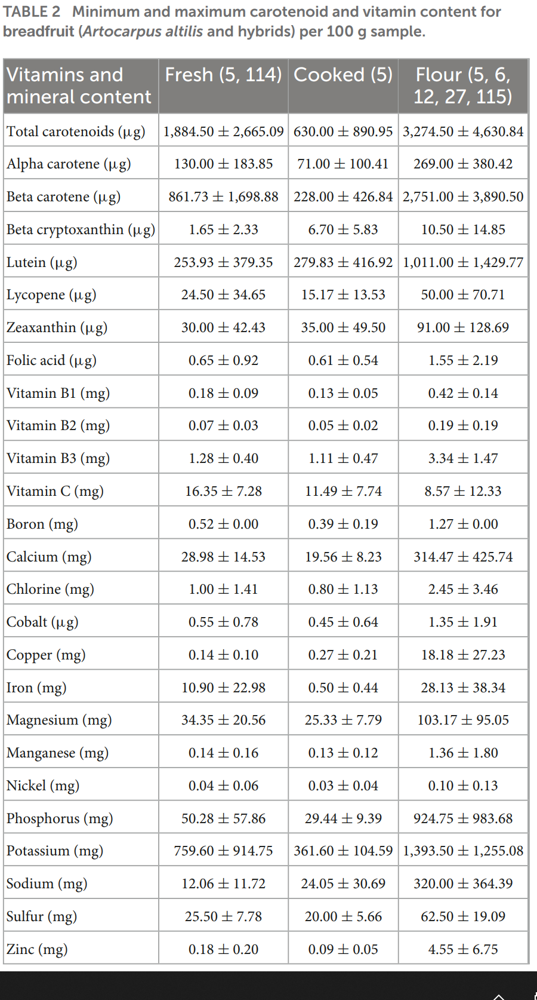 TABLE 2 Minimum and maximum carotenoid and vitamin content for
breadfruit (Artocarpus altilis and hybrids) per 100 g sample.
Vitamins and mineral content Fresh (5, 114) Cooked (5) Flour (5, 6, 12, 27, 115)
Total carotenoids (μg) 1,884.50 ± 2,665.09 630.00 ± 890.95 3,274.50 ± 4,630.84
Alpha carotene (μg) 130.00 ± 183.85 71.00 ± 100.41 269.00 ± 380.42
Beta carotene (μg) 861.73 ± 1,698.88 228.00 ± 426.84 2,751.00 ± 3,890.50
Beta cryptoxanthin (μg) 1.65 ± 2.33 6.70 ± 5.83 10.50 ± 14.85
Lutein (μg) 253.93 ± 379.35 279.83 ± 416.92 1,011.00 ± 1,429.77
Lycopene (μg) 24.50 ± 34.65 15.17 ± 13.53 50.00 ± 70.71
Zeaxanthin (μg) 30.00 ± 42.43 35.00 ± 49.50 91.00 ± 128.69
Folic acid (μg) 0.65 ± 0.92 0.61 ± 0.54 1.55 ± 2.19
Vitamin B1 (mg) 0.18 ± 0.09 0.13 ± 0.05 0.42 ± 0.14
Vitamin B2 (mg) 0.07 ± 0.03 0.05 ± 0.02 0.19 ± 0.19
Vitamin B3 (mg) 1.28 ± 0.40 1.11 ± 0.47 3.34 ± 1.47
Vitamin C (mg) 16.35 ± 7.28 11.49 ± 7.74 8.57 ± 12.33
Boron (mg) 0.52 ± 0.00 0.39 ± 0.19 1.27 ± 0.00
Calcium (mg) 28.98 ± 14.53 19.56 ± 8.23 314.47 ± 425.74
Chlorine (mg) 1.00 ± 1.41 0.80 ± 1.13 2.45 ± 3.46
Cobalt (μg) 0.55 ± 0.78 0.45 ± 0.64 1.35 ± 1.91
Copper (mg) 0.14 ± 0.10 0.27 ± 0.21 18.18 ± 27.23
Iron (mg) 10.90 ± 22.98 0.50 ± 0.44 28.13 ± 38.34
Magnesium (mg) 34.35 ± 20.56 25.33 ± 7.79 103.17 ± 95.05
Manganese (mg) 0.14 ± 0.16 0.13 ± 0.12 1.36 ± 1.80
Nickel (mg) 0.04 ± 0.06 0.03 ± 0.04 0.10 ± 0.13
Phosphorus (mg) 50.28 ± 57.86 29.44 ± 9.39 924.75 ± 983.68
Potassium (mg) 759.60 ± 914.75 361.60 ± 104.59 1,393.50 ± 1,255.08
Sodium (mg) 12.06 ± 11.72 24.05 ± 30.69 320.00 ± 364.39
Sulfur (mg) 25.50 ± 7.78 20.00 ± 5.66 62.50 ± 19.09
Zinc (mg) 0.18 ± 0.20 0.09 ± 0.05 4.55 ± 6.75